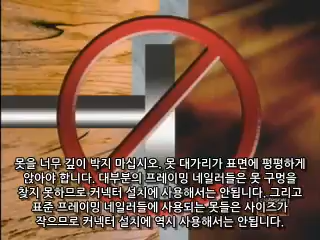 못을 너무 깊이 박지 마십시오. 못 대가리가 표면에 평평하게
앉아야 합니다. 대부분의 프레이밍 네일러들은 못 구멍을
찾지 못하므로 커넥터 설치에 사용해서는 안됩니다. 그리고
표준 프레이밍 네일러들에 사용되는 못들은 사이즈가
작으므로 커넥터 설치에 역시 사용해서는 안됩니다.